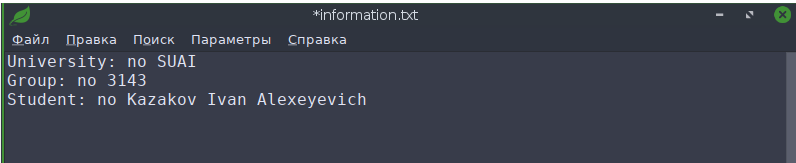 *information.txt
Файл Правка Поиск Параметры Справка
University: no SUAI
Group: no 3143
Student: no Kazakov Ivan Alexeyevich